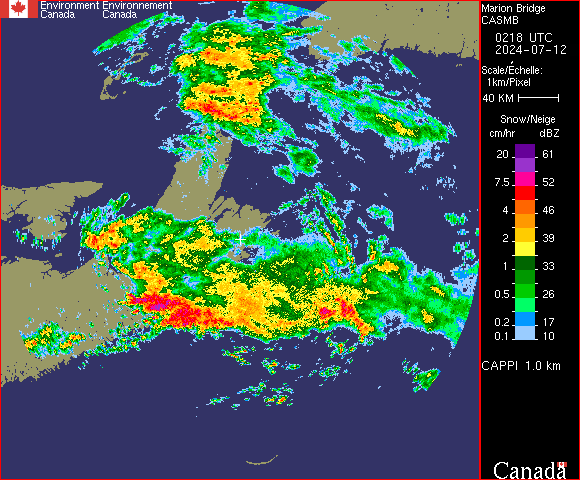 Environment Environnement
Canada Canada
Marion Bridge
CASMB
0218 UTC
2024-07-12
Scale/Échelle:
1km/Pixel
40 KM
Snow/Neige
cm/hr dBZ
20 61
7.5 52
4 46
2 39
1 33
0.5 26
0.2 17
0.1 10
CAPPI 1.0 km
Canada